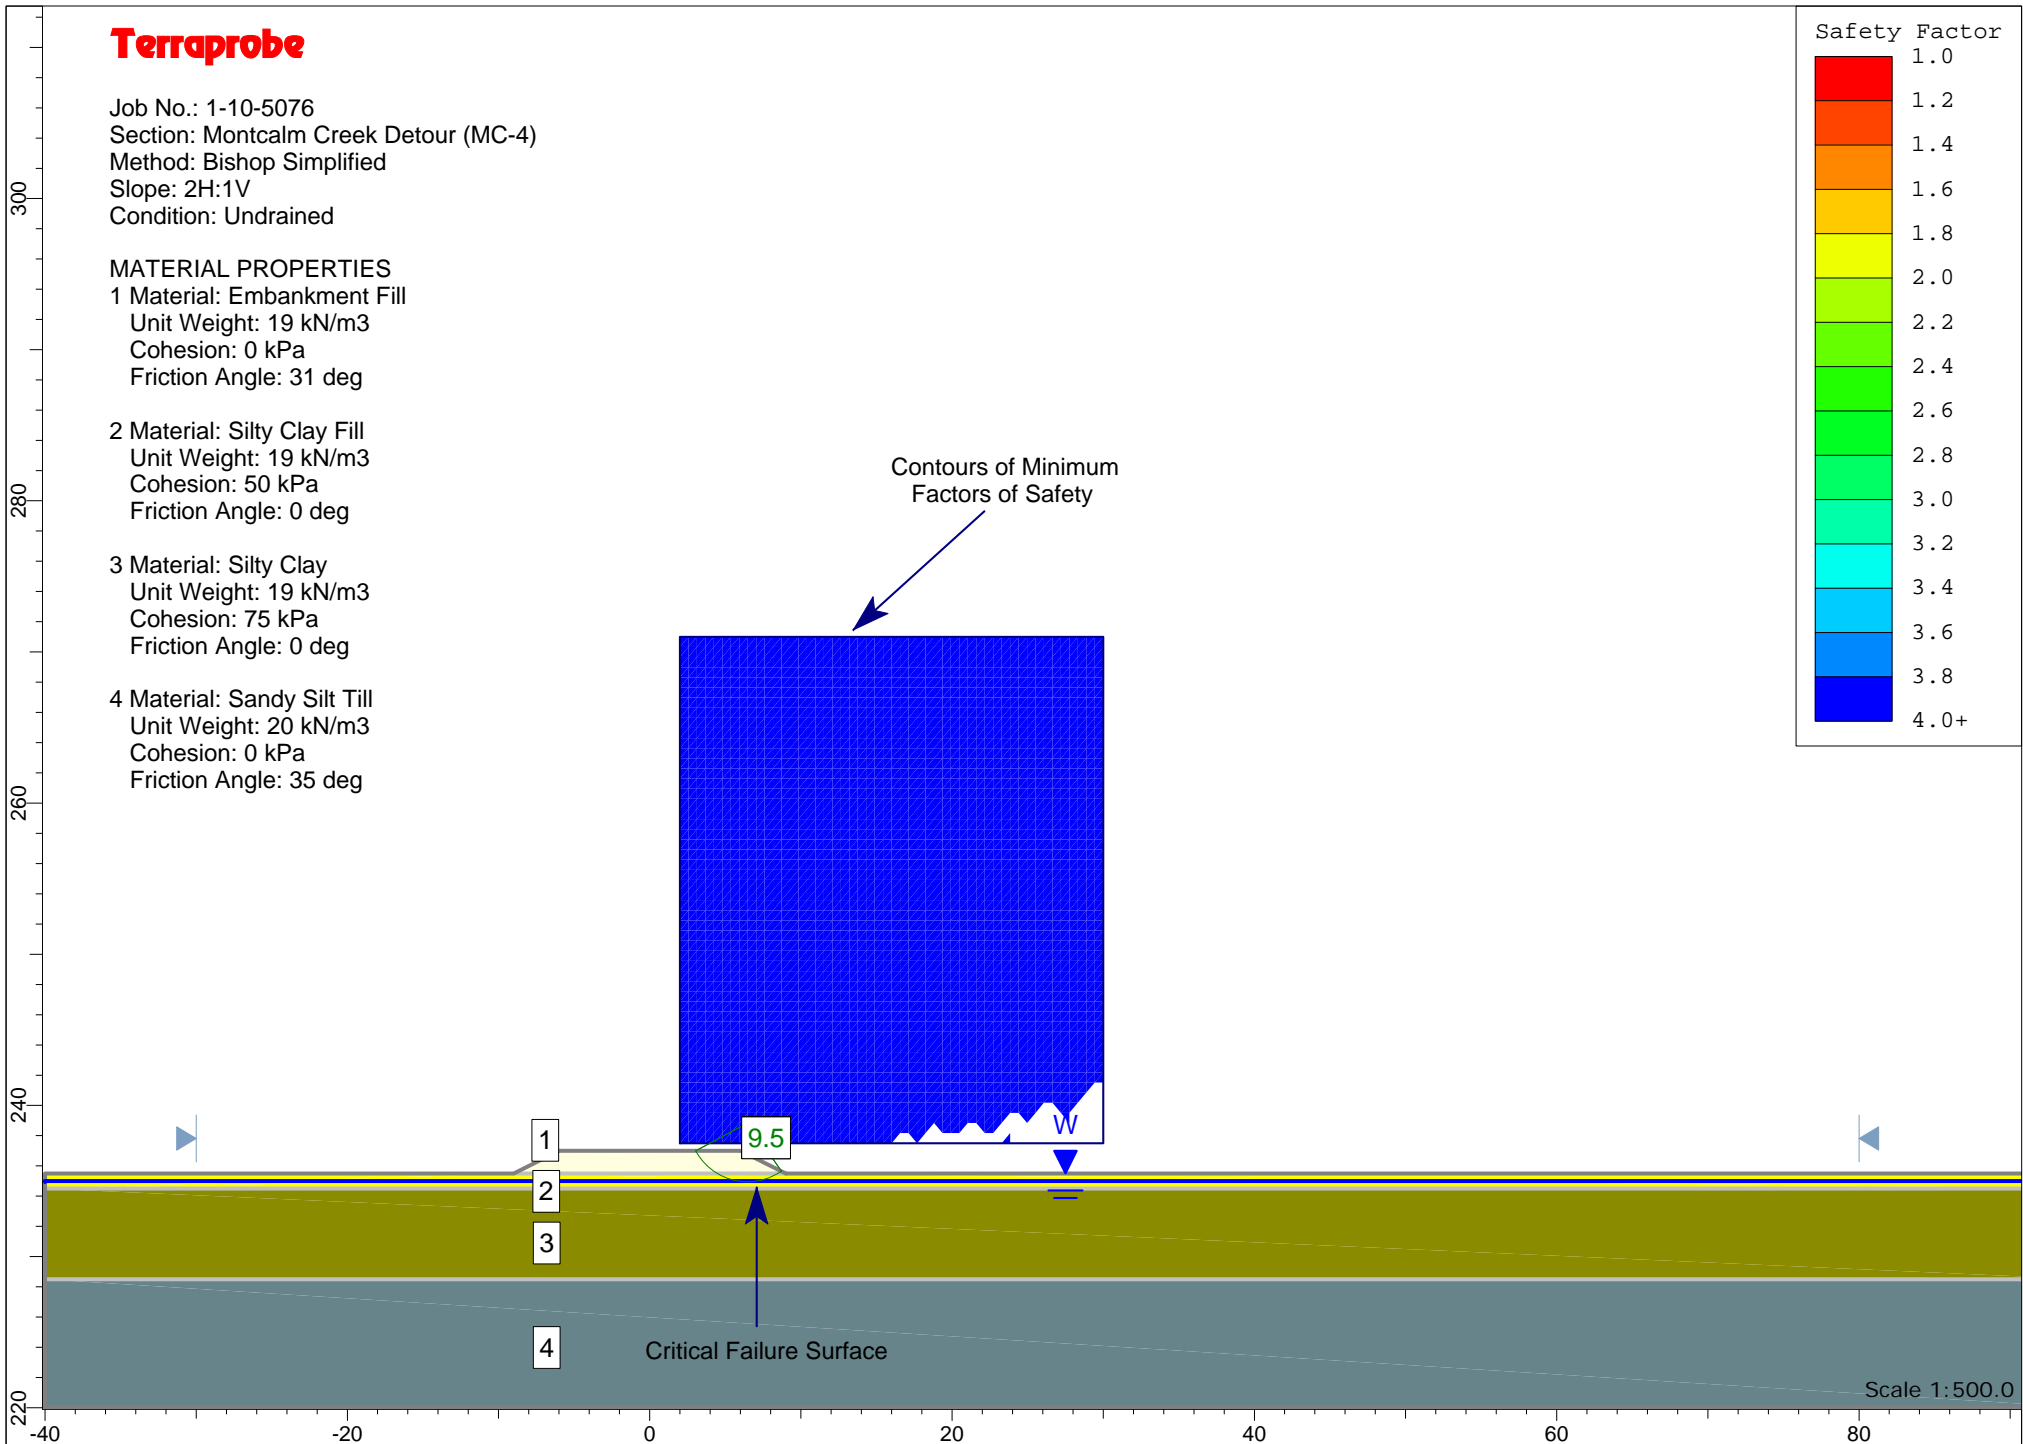 Terraprobe
Job No.: 1-10-5076
Section: Montcalm Creek Detour (MC-4)
Method: Bishop Simplified
Slope: 2H:1V
Condition: Undrained
MATERIAL PROPERTIES
1 Material: Embankment Fill
Unit Weight: 19 kN/m3
Cohesion: 0 kPa
Friction Angle: 31 deg
2 Material: Silty Clay Fill
Unit Weight: 19 kN/m3
Cohesion: 50 kPa
Friction Angle: 0 deg
3 Material: Silty Clay
Unit Weight: 19 kN/m3
Cohesion: 75 kPa
Friction Angle: 0 deg
4 Material: Sandy Silt Till
Unit Weight: 20 kN/m3
Cohesion: 0 kPa
Friction Angle: 35 deg
Contours of Minimum
Factors of Safety
Safety Factor
1.0
1.2
1.4
1.6
1.8
2.0
2.2
2.4
2.6
2.8
3.0
3.2
3.4
3.6
3.8
4.0+
300
280
260
240
220
W
9.5
1
2
3
4
Critical Failure Surface
Scale 1:500.0
-40
-20
0
20
40
60
80